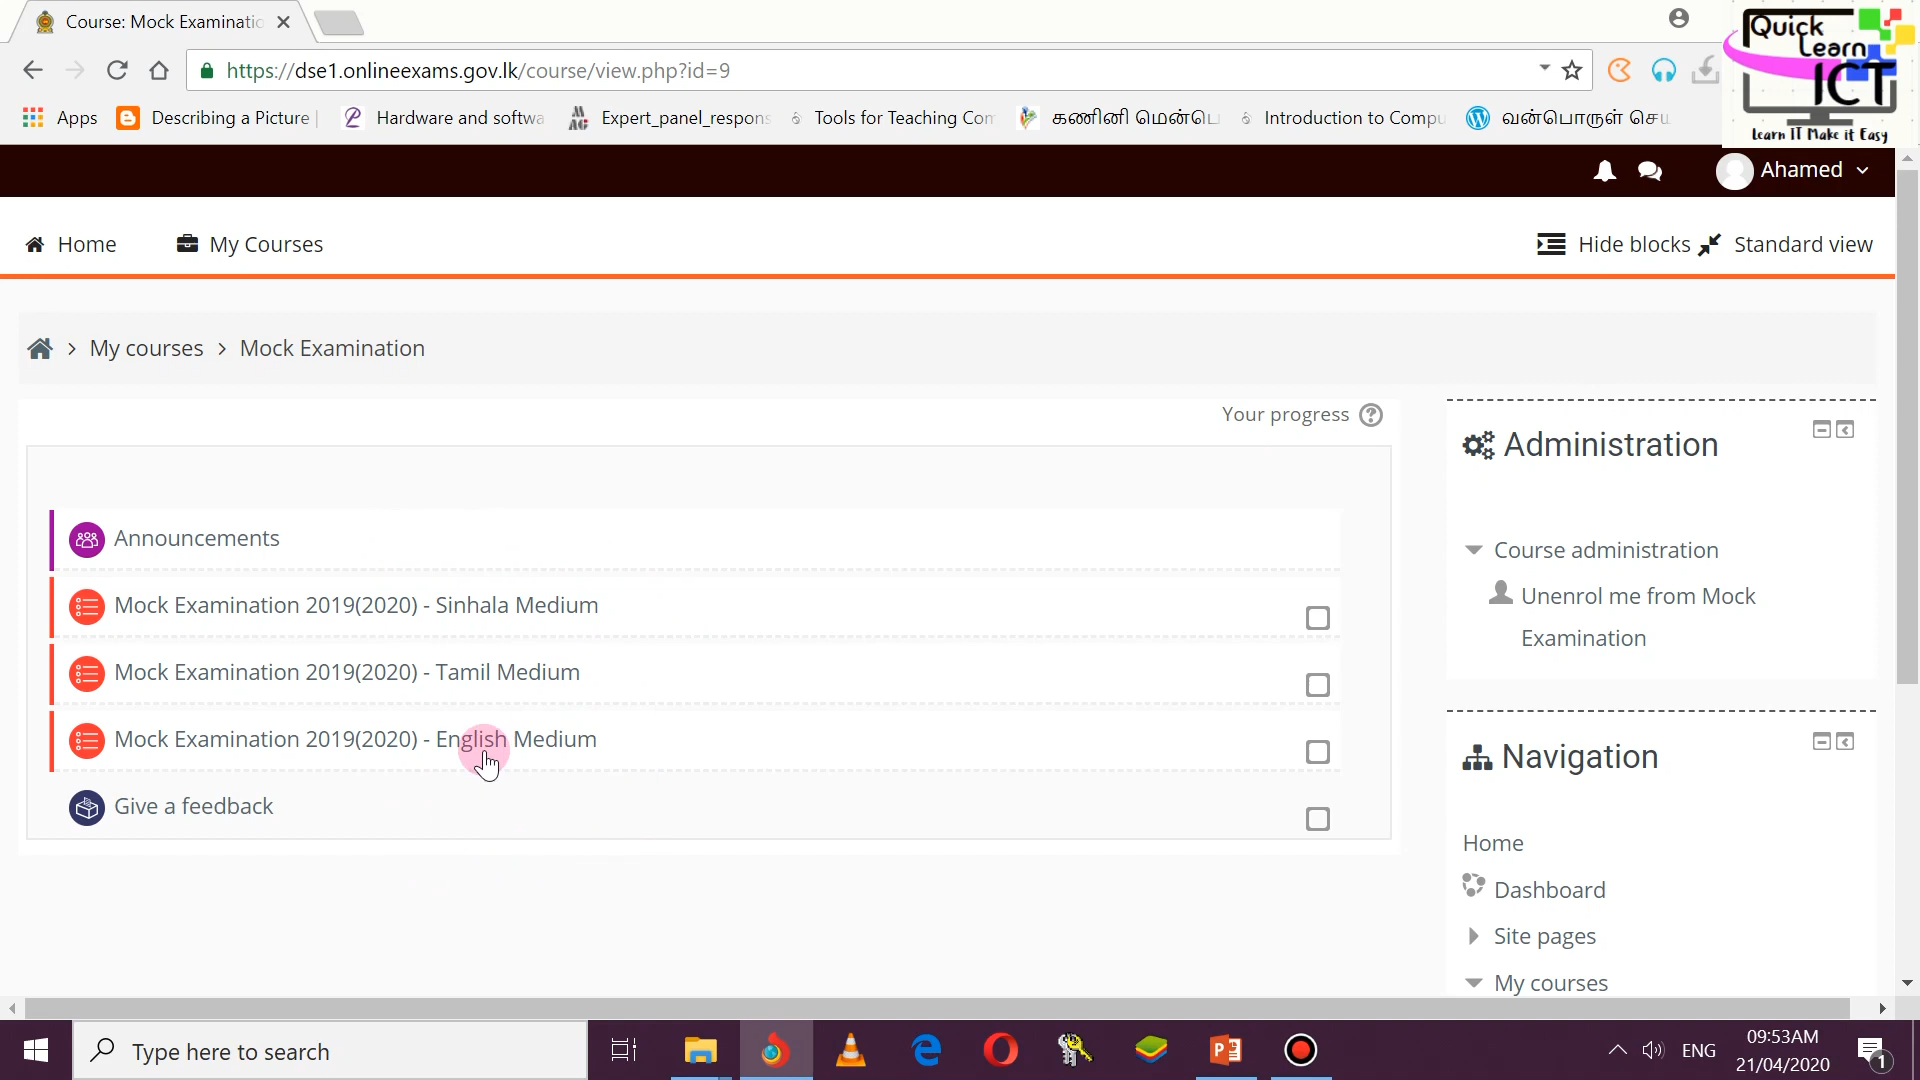 Course: Mock Examinatio
Quick Learn
ICT
Learn IT Make it Easy
https://dse1.onlineexams.gov.lk/course/view.php?id=9
Apps Describing a Picture Hardware and softwa Expert_panel_respons Tools for Teaching Con கணினி மென்பெ Introduction to Compu வன்பொருள் செய
Ahamed
Home My Courses Hide blocks Standard view
My courses Mock Examination
Your progress
Administration
Announcements
Course administration
Mock Examination 2019(2020) - Sinhala Medium
Unenrol me from Mock
Examination
Mock Examination 2019(2020) - Tamil Medium
Mock Examination 2019(2020) - English Medium
Navigation
Give a feedback
Home
Dashboard
Site pages
My courses
Type here to search
ENG
09:53AM
21/04/2020
1